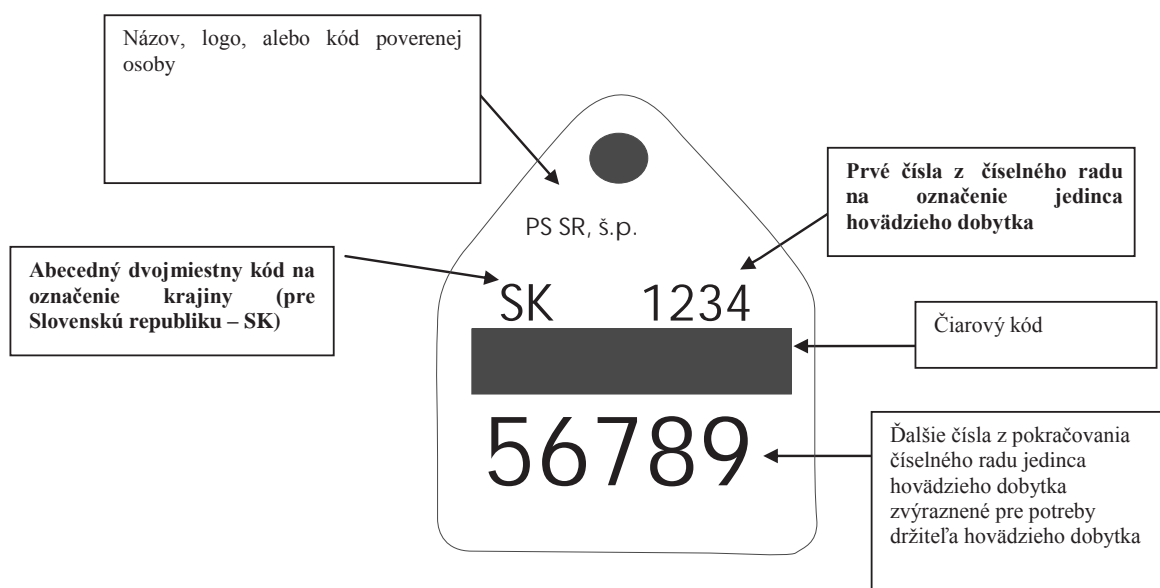 Názov, logo, alebo kód poverenej
osoby
Prvé čísla z číselného radu
na označenie jedinca
hovädzieho dobytka
PS SR, š.p.
Abecedný dvojmiestny kód na
označenie krajiny (pre
Slovenskú republiku – SK)
SK 1234
Čiarový kód
56789
Ďalšie čísla z pokračovania
číselného radu jedinca
hovädzieho dobytka
zvýraznené pre potreby
držiteľa hovädzieho dobytka